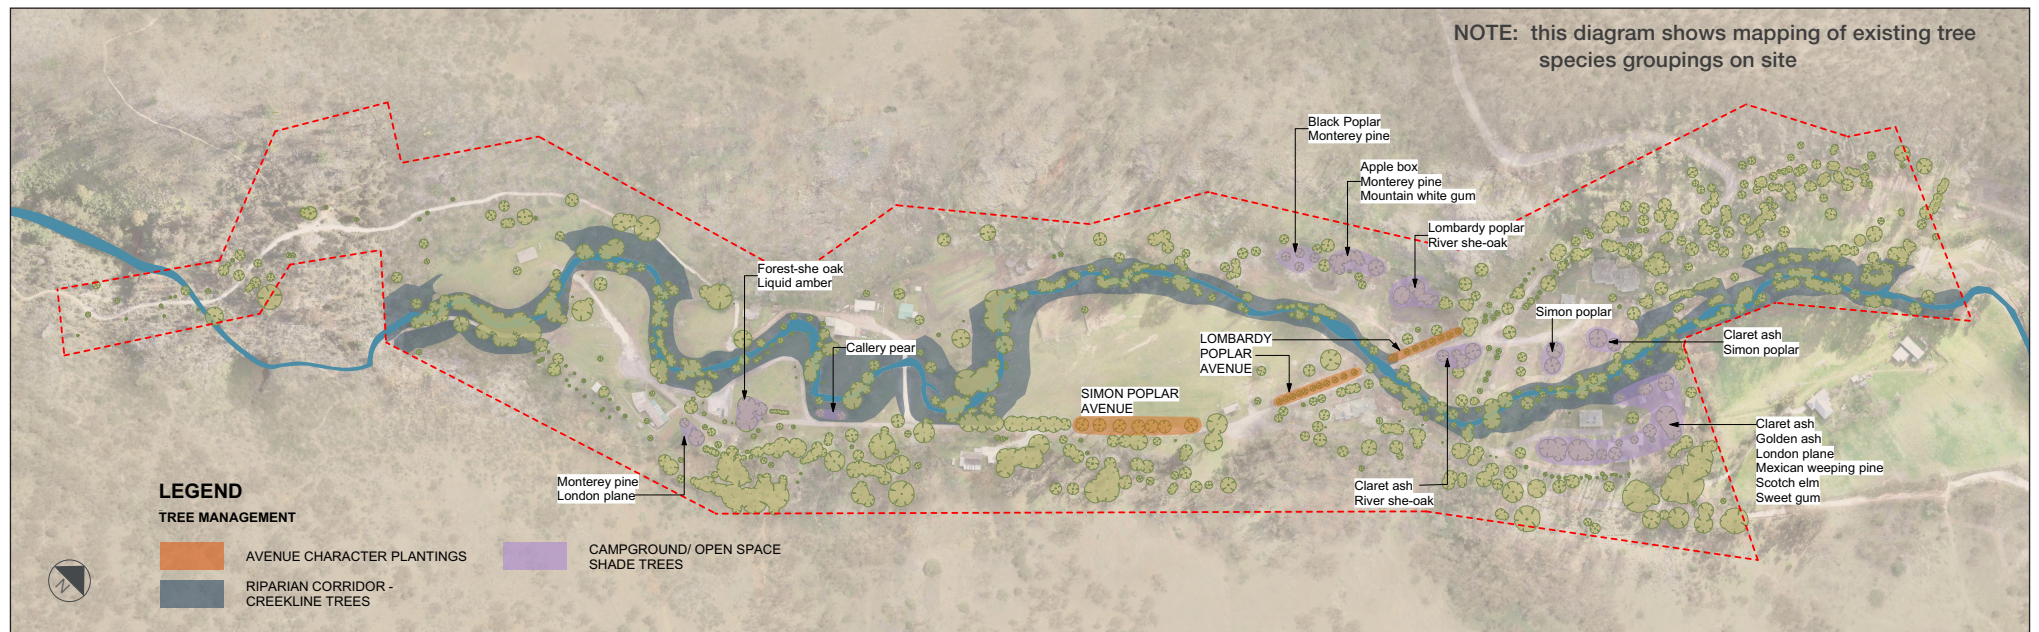 NOTE: this diagram shows mapping of existing tree
species groupings on site
Black Poplar
Monterey pine
Apple box
Monterey pine
Mountain white gum
Lombardy poplar
River she-oak
Forest-she oak
Liquid amber
Callery pear
Simon poplar
LOMBARDY
POPLAR
AVENUE
Claret ash
Simon poplar
SIMON POPLAR
AVENUE
Claret ash
Golden ash
London plane
Mexican weeping pine
Scotch elm
Sweet gum
Monterey pine
London plane
Claret ash
River she-oak
LEGEND
TREE MANAGEMENT
AVENUE CHARACTER PLANTINGS
RIPARIAN CORRIDOR -
CREEKLINE TREES
CAMPGROUND/ OPEN SPACE
SHADE TREES
N